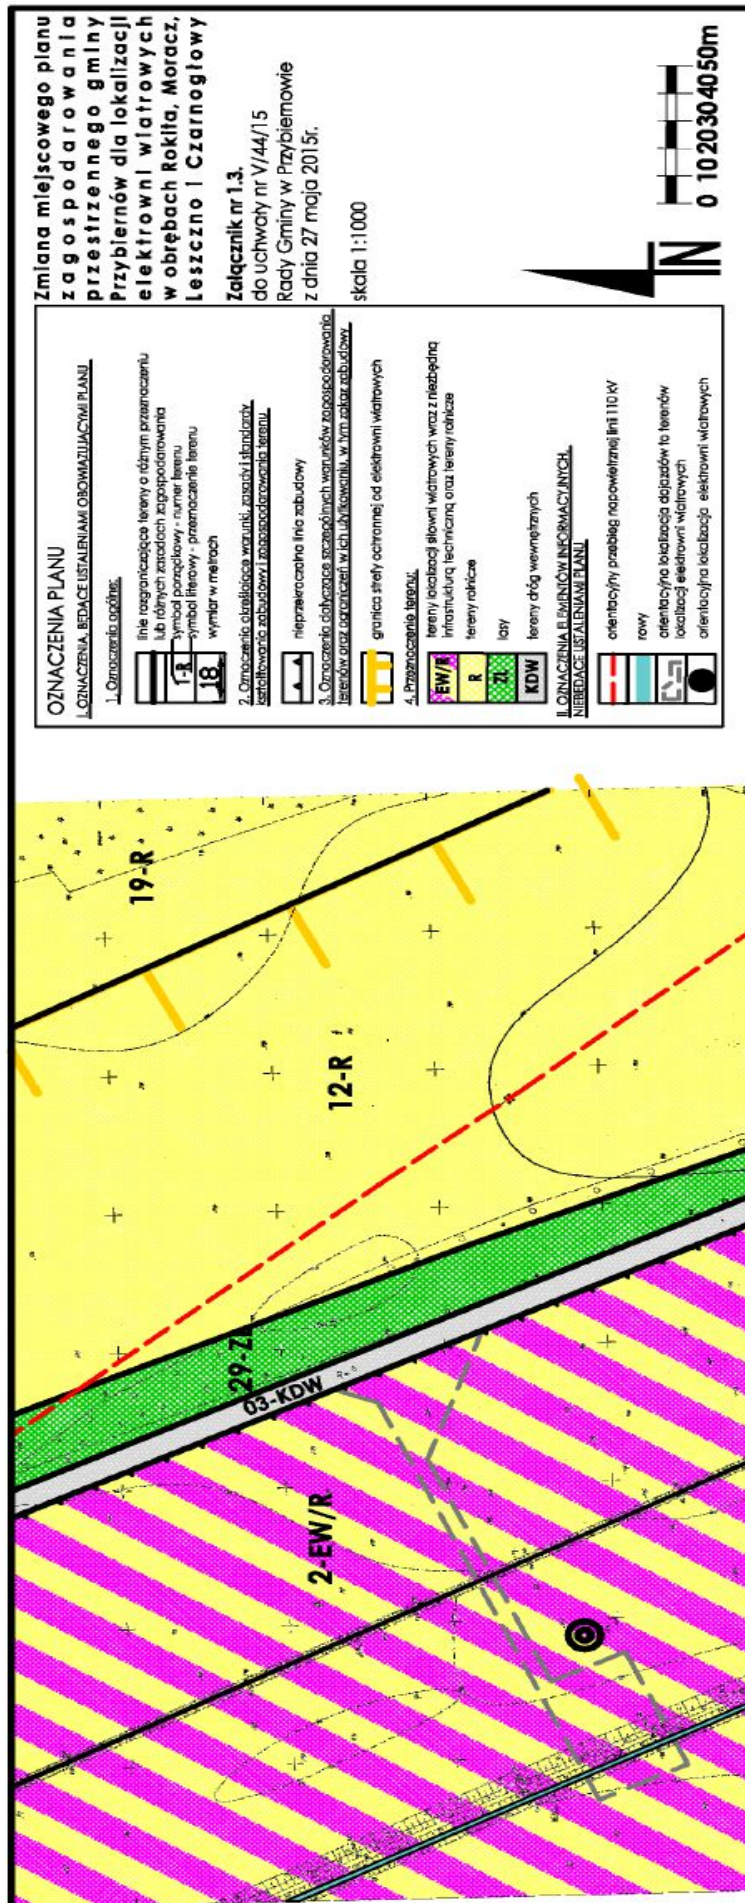 Zmiana miejscowego planu
zagospodarowania
przestrzennego gminy
Przybiernów dla lokalizacji
elektrowni wiatrowych
w obrębach Rokita, Moracz,
Leszczno i Czarnogłowy
Załącznik nr 1.3.
do uchwały nr V/44/15
Rady Gminy w Przybiernowie
z dnia 27 maja 2015r.
skala 1:1000
N
0 10 20 30 40 50m
OZNACZENIA PLANU
I. OZNACZENIA, BĘDĄCE USTALENIAMI OBOWIĄZUJĄCYMI PLANU
1. Oznaczenia ogólne:
linie rozgraniczające tereny o różnym przeznaczeniu
lub różnych zasadach zagospodarowania
1-R
symbol porządkowy - numer terenu
symbol literowy - przeznaczenie terenu
18
wymiar w metrach
2. Oznaczenie określające warunki, zasady i standardy
kształtowania zabudowy i zagospodarowania terenu
nieprzekraczalna linia zabudowy
3. Oznaczenia dotyczące szczególnych warunków zagospodarowania
terenów oraz ograniczeń w ich użytkowaniu, w tym zakaz zabudowy
granica strefy ochronnej od elektrowni wiatrowych
4. Przeznaczenie terenu:
EW/R
tereny lokalizacji siłowni wiatrowych wraz z niezbędną
infrastrukturą techniczną oraz tereny rolnicze
R
tereny rolnicze
ZL
lasy
KDW
tereny dróg wewnętrznych
II. OZNACZENIA ELEMENTÓW INFORMACYJNYCH,
NIEBĘDĄCE USTALENIAMI PLANU
orientacyjny przebieg napowietrznej linii 110 kV
rowy
orientacyjna lokalizacja dojazdów to terenów
lokalizacji elektrowni wiatrowych
orientacyjna lokalizacja elektrowni wiatrowych
19-R
12-R
29-ZL
03-KDW
2-EW/R